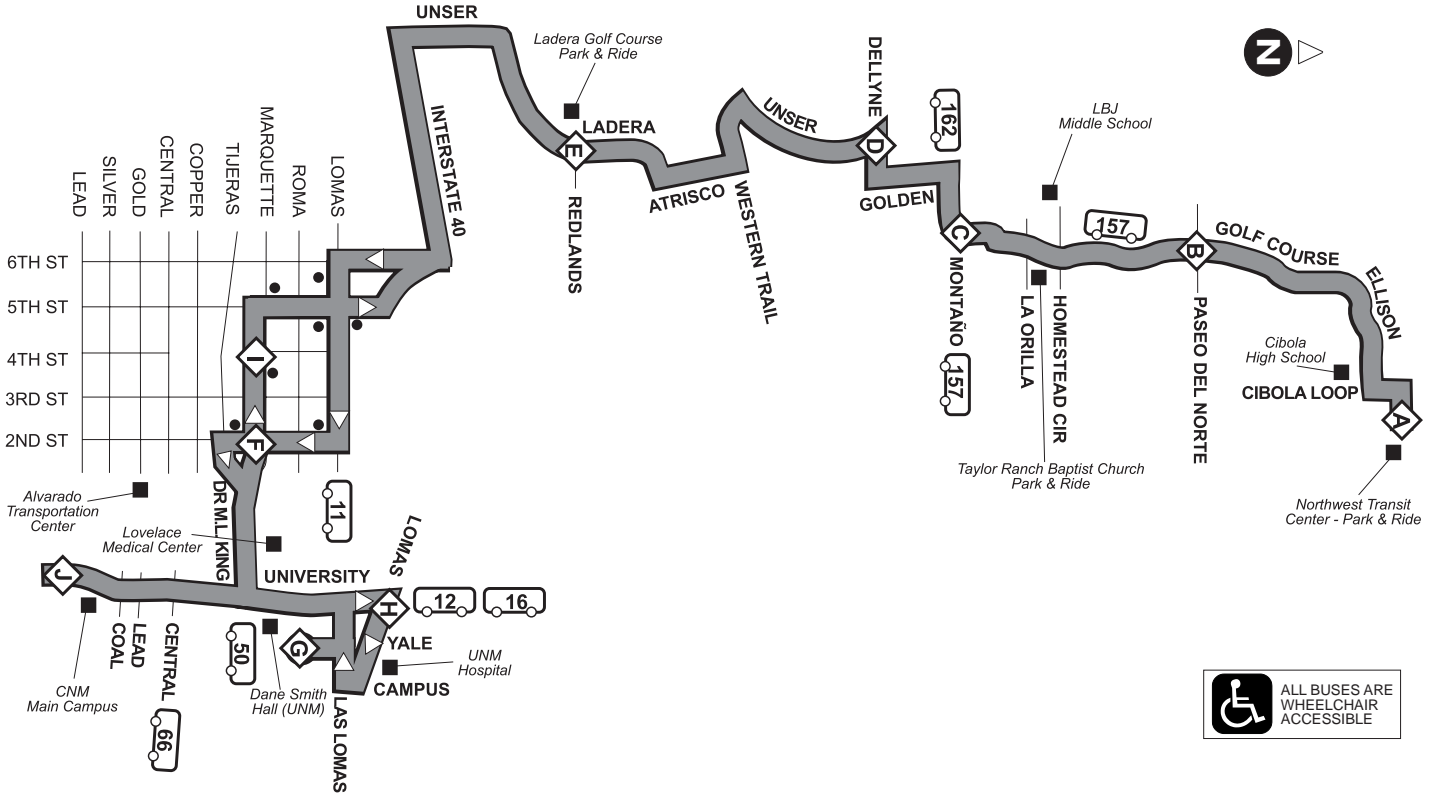 UNSER
Ladera Golf Course
Park & Ride
N
DELLYNE
162
LBJ
Middle School
INTERSTATE 40
LADERA
UNSER
E
D
ATRISCO
WESTERN TRAIL
GOLDEN
REDLANDS
C
157
B
GOLF COURSE
ELLISON
MONTAÑO
157
LA ORILLA
HOMESTEAD CIR
PASEO DEL NORTE
Cibola
High School
CIBOLA LOOP
A
Taylor Ranch Baptist Church
Park & Ride
Northwest Transit
Center - Park & Ride
LEAD
SILVER
GOLD
CENTRAL
COPPER
TIJERAS
MARQUETTE
ROMA
LOMAS
6TH ST
5TH ST
4TH ST
3RD ST
2ND ST
I
F
Alvarado
Transportation
Center
DR M.L. KING
11
Lovelace
Medical Center
LOMAS
J
UNIVERSITY
H
12
16
COAL
LEAD
CENTRAL
50
G
YALE
CAMPUS
UNM
Hospital
CNM
Main Campus
Dane Smith
Hall (UNM)
LAS LOMAS
66
ALL BUSES ARE
WHEELCHAIR
ACCESSIBLE